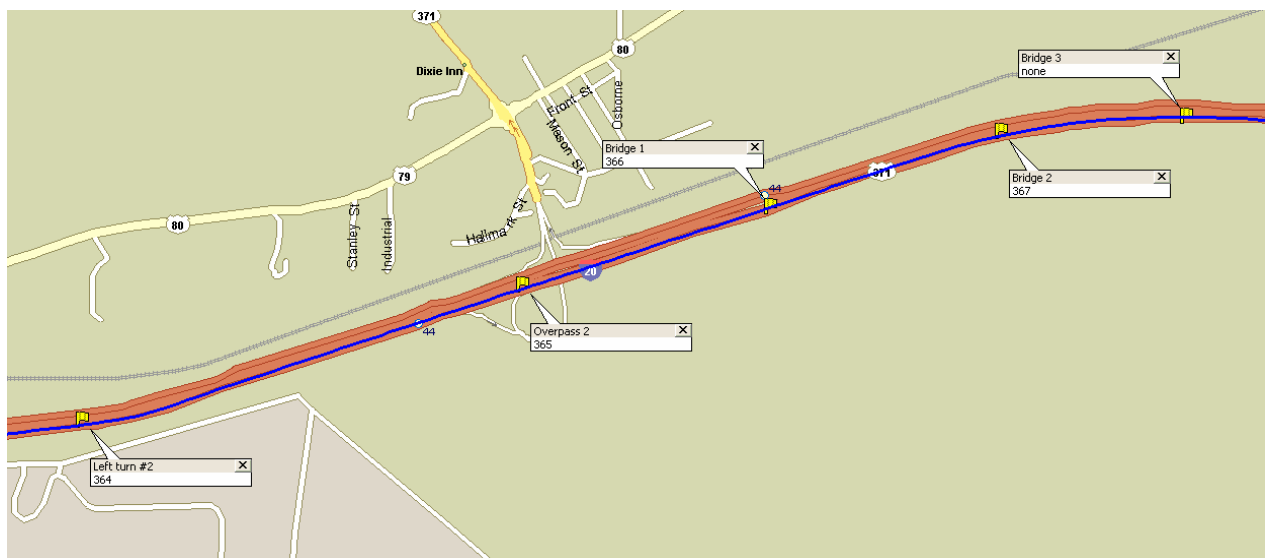 371
80
Dixie Inn
Front St
Osborne
Mason St
Bridge 3
none
Bridge 1
366
44
371
Bridge 2
367
79
80
Stanley St
Industrial
Hallmark St
20
44
Overpass 2
365
Left turn #2
364